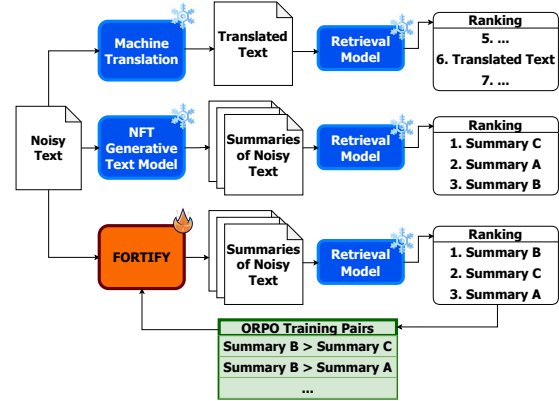 Machine
Translation
Translated
Text
Retrieval
Model
Ranking
5. ...
6. Translated Text
7. ...
Noisy
Text
NFT
Generative
Text Model
Summaries
of Noisy
Text
Retrieval
Model
Ranking
1. Summary C
2. Summary A
3. Summary B
FORTIFY
Summaries
of Noisy
Text
Retrieval
Model
Ranking
1. Summary B
2. Summary C
3. Summary A
ORPO Training Pairs
Summary B > Summary C
Summary B > Summary A
...